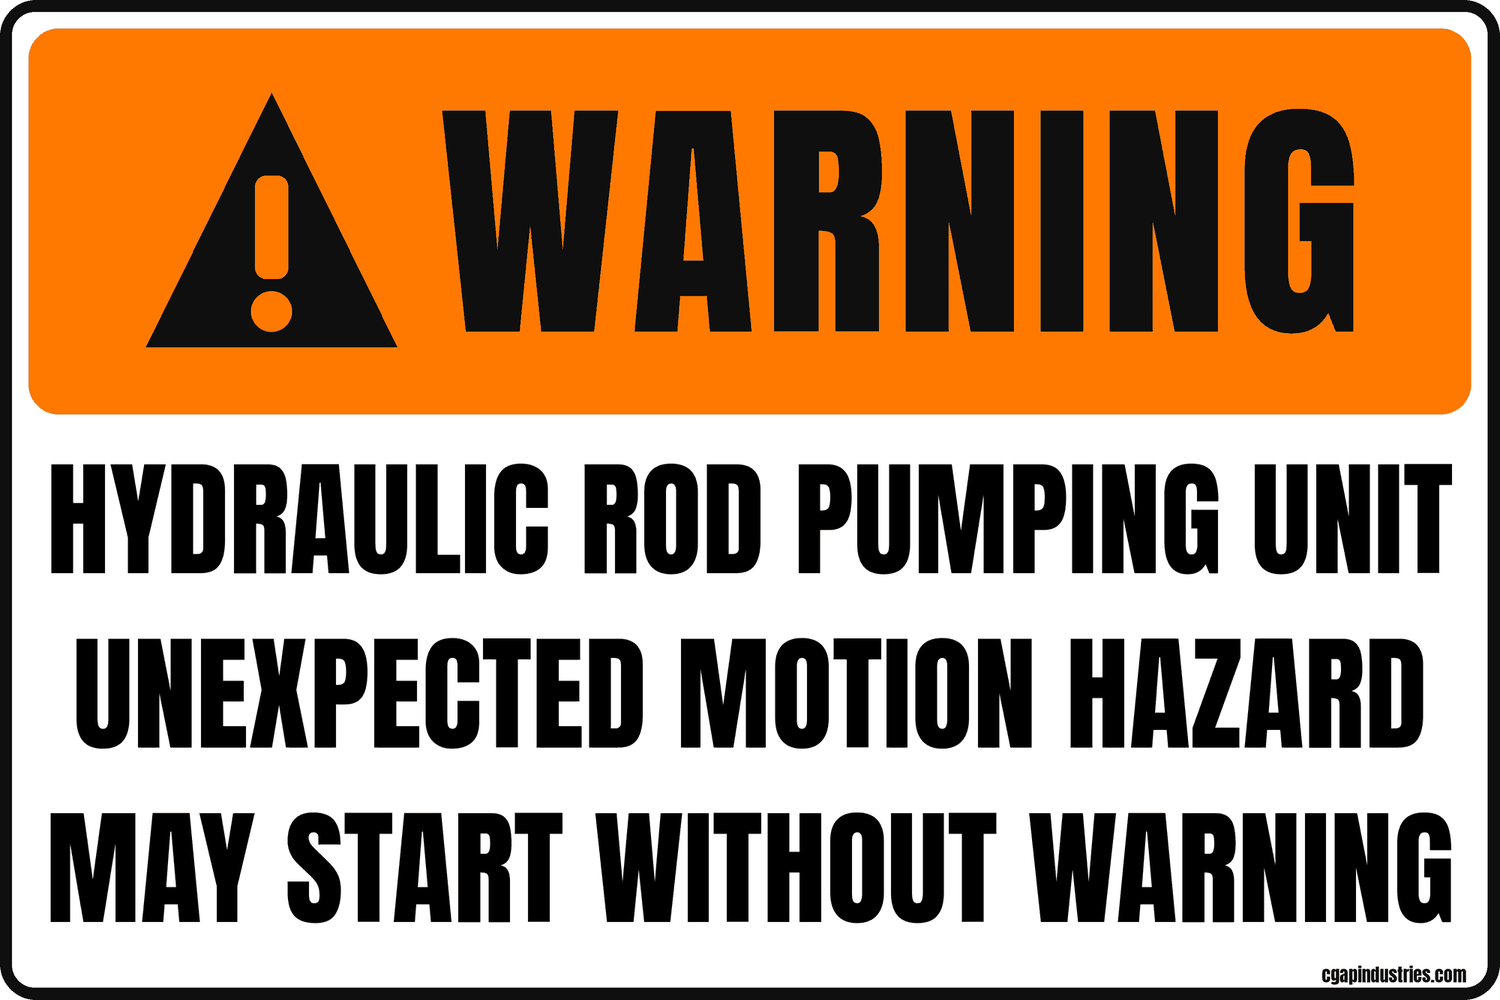 WARNING
HYDRAULIC ROD PUMPING UNIT
UNEXPECTED MOTION HAZARD
MAY START WITHOUT WARNING
cgapindustries.com